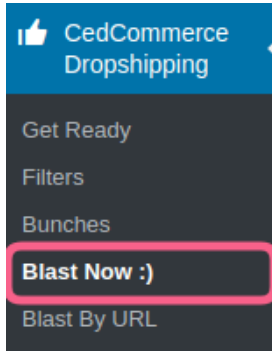 CedCommerce
Dropshipping
Get Ready
Filters
Bunches
Blast Now :)
Blast By URL